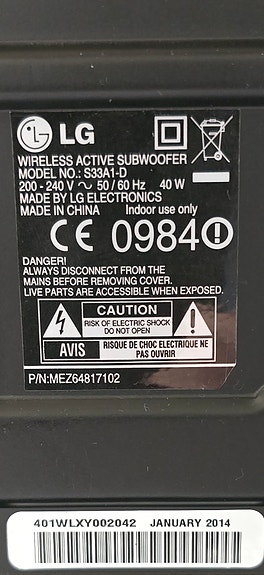 LG
WIRELESS ACTIVE SUBWOOFER
MODEL NO.: S33A1-D
200 - 240 V ~ 50 / 60 Hz 40 W
MADE BY LG ELECTRONICS
MADE IN CHINA Indoor use only
CE 0984
DANGER!
ALWAYS DISCONNECT FROM THE
MAINS BEFORE REMOVING COVER.
LIVE PARTS ARE ACCESSIBLE WHEN EXPOSED.
CAUTION
RISK OF ELECTRIC SHOCK
DO NOT OPEN
AVIS RISQUE DE CHOC ELECTRIQUE NE
PAS OUVRIR
P/N:MEZ64817102
401WLXY002042 JANUARY 2014